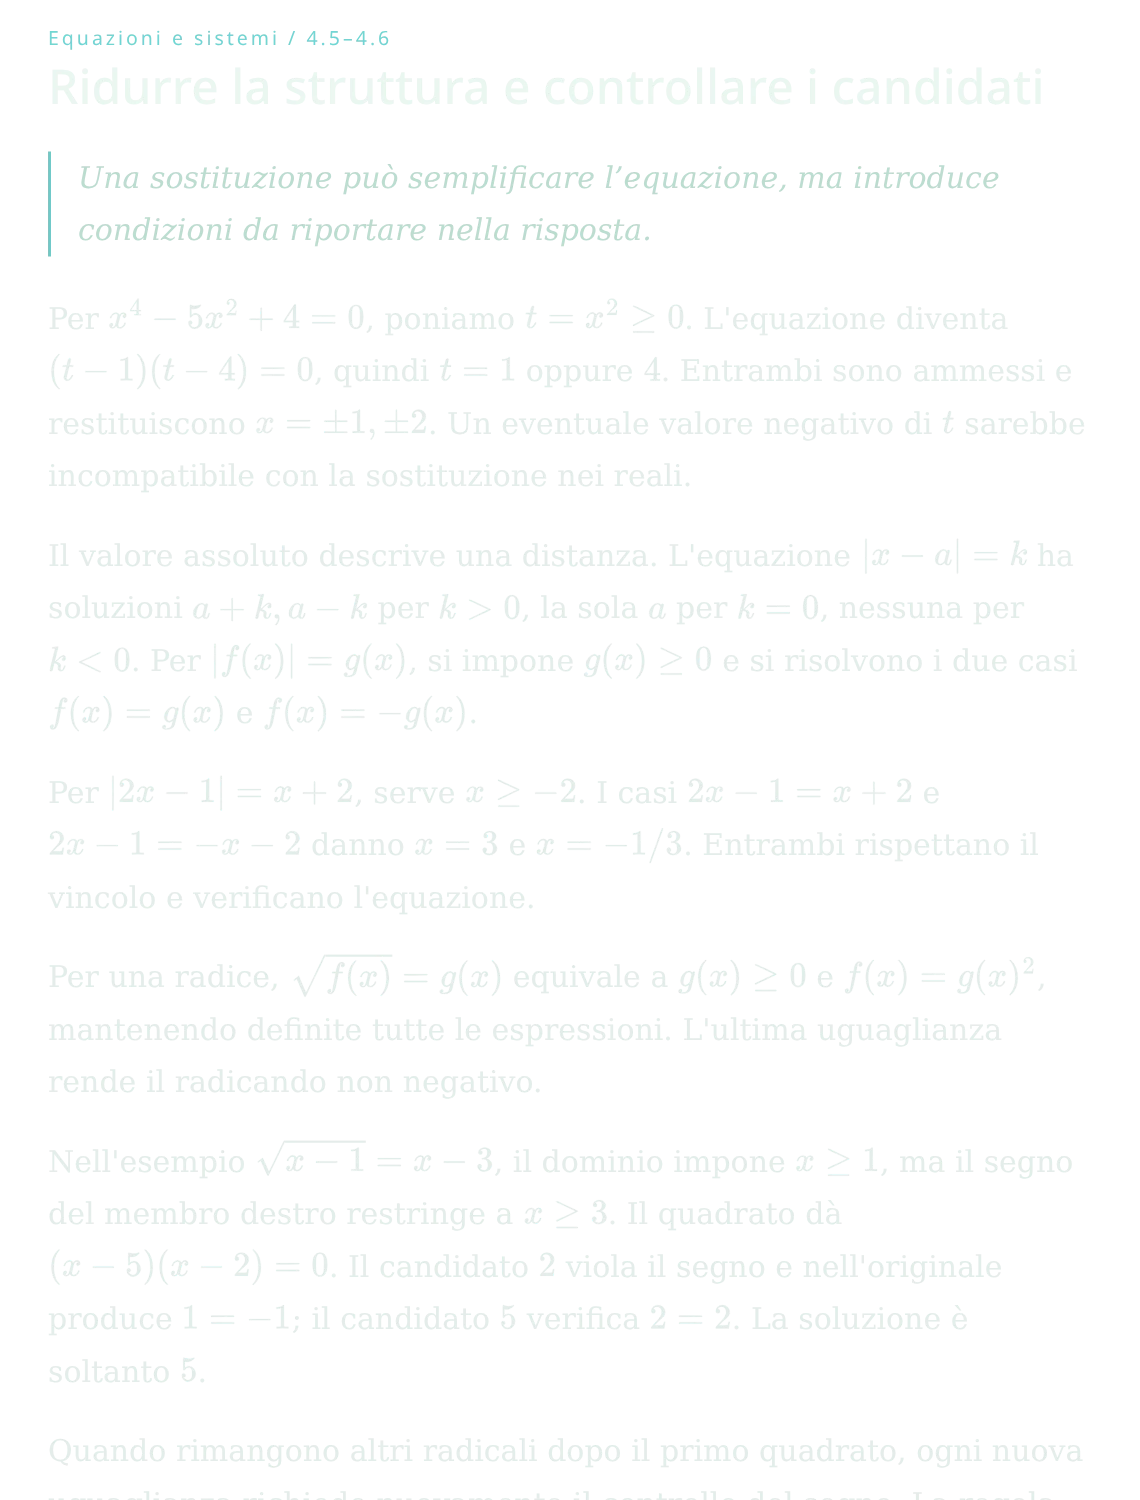 Equazioni e sistemi / 4.5–4.6
Ridurre la struttura e controllare i candidati
Una sostituzione può semplificare l’equazione, ma introduce
condizioni da riportare nella risposta.
Per x⁴ − 5x² + 4 = 0, poniamo t = x² ≥ 0. L'equazione diventa
(t − 1)(t − 4) = 0, quindi t = 1 oppure 4. Entrambi sono ammessi e
restituiscono x = ±1, ±2. Un eventuale valore negativo di t sarebbe
incompatibile con la sostituzione nei reali.
Il valore assoluto descrive una distanza. L'equazione |x − a| = k ha
soluzioni a + k, a − k per k > 0, la sola a per k = 0, nessuna per
k < 0. Per |f(x)| = g(x), si impone g(x) ≥ 0 e si risolvono i due casi
f(x) = g(x) e f(x) = −g(x).
Per |2x − 1| = x + 2, serve x ≥ −2. I casi 2x − 1 = x + 2 e
2x − 1 = −x − 2 danno x = 3 e x = −1/3. Entrambi rispettano il
vincolo e verificano l'equazione.
Per una radice, √f(x) = g(x) equivale a g(x) ≥ 0 e f(x) = g(x)²,
mantenendo definite tutte le espressioni. L'ultima uguaglianza
rende il radicando non negativo.
Nell'esempio √(x − 1) = x − 3, il dominio impone x ≥ 1, ma il segno
del membro destro restringe a x ≥ 3. Il quadrato dà
(x − 5)(x − 2) = 0. Il candidato 2 viola il segno e nell'originale
produce 1 = −1; il candidato 5 verifica 2 = 2. La soluzione è
soltanto 5.
Quando rimangono altri radicali dopo il primo quadrato, ogni nuova